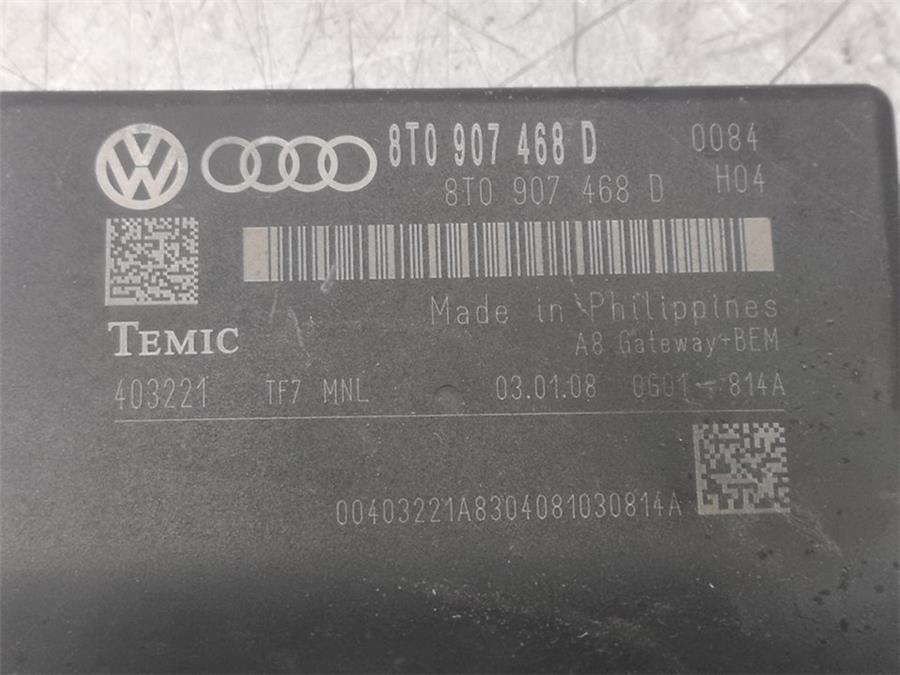 8T0 907 468 D 0084
8T0 907 468 D H04
Made in Philippines
TEMIC
A8 Gateway+BEM
403221 TF7 MNL 03.01.08 0G01 - 814A
00403221A8304081030814A